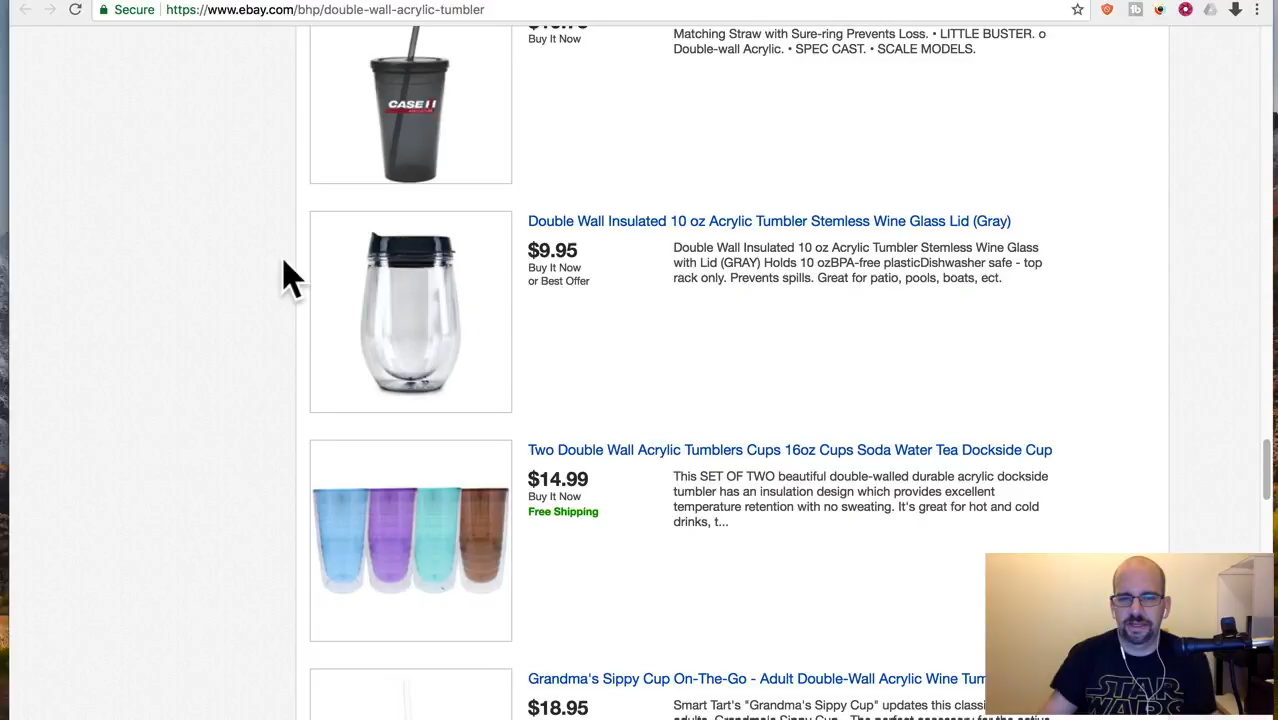 Secure https://www.ebay.com/bhp/double-wall-acrylic-tumbler
Buy It Now
Matching Straw with Sure-ring Prevents Loss. • LITTLE BUSTER. o
Double-wall Acrylic. • SPEC CAST. • SCALE MODELS.
CASE IH
Double Wall Insulated 10 oz Acrylic Tumbler Stemless Wine Glass Lid (Gray)
$9.95
Buy It Now
or Best Offer
Double Wall Insulated 10 oz Acrylic Tumbler Stemless Wine Glass
with Lid (GRAY) Holds 10 ozBPA-free plasticDishwasher safe - top
rack only. Prevents spills. Great for patio, pools, boats, ect.
Two Double Wall Acrylic Tumblers Cups 16oz Cups Soda Water Tea Dockside Cup
$14.99
Buy It Now
Free Shipping
This SET OF TWO beautiful double-walled durable acrylic dockside
tumbler has an insulation design which provides excellent
temperature retention with no sweating. It's great for hot and cold
drinks, t...
Grandma's Sippy Cup On-The-Go - Adult Double-Wall Acrylic Wine Tum
$18.95
Smart Tart's "Grandma's Sippy Cup" updates this classi
STAR
WARS